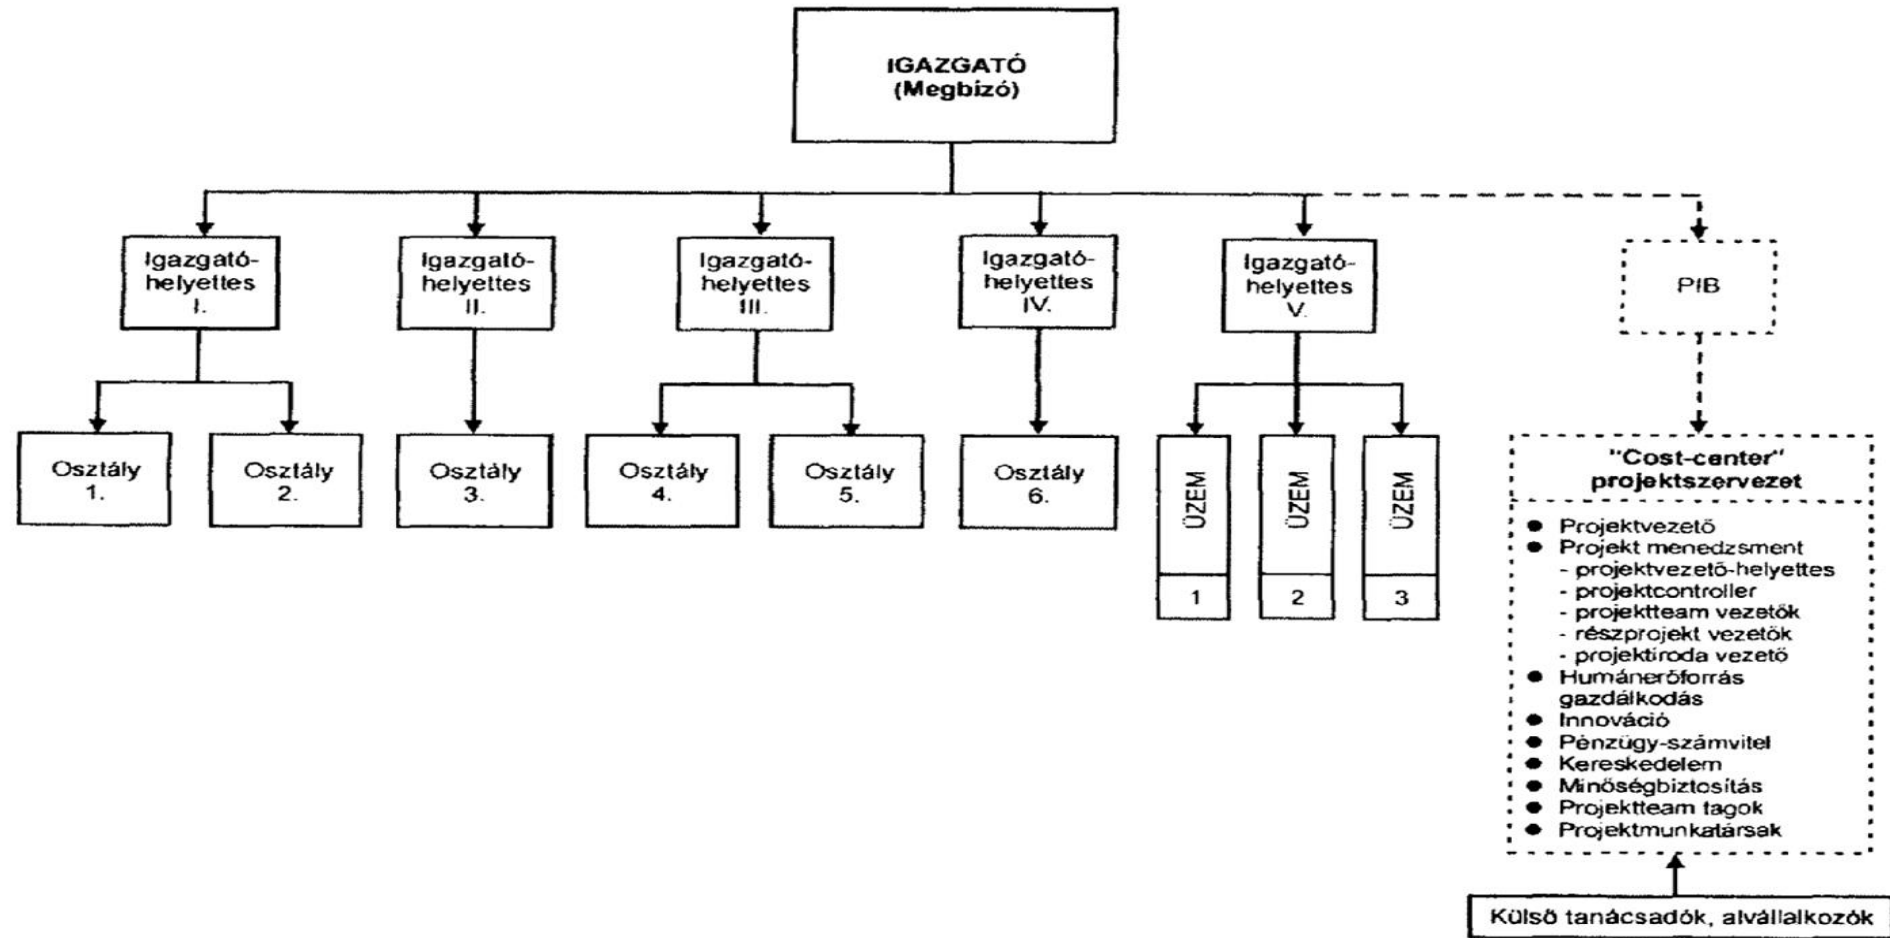 IGAZGATÓ
(Megbízó)
Igazgató-
helyettes
I.
Igazgató-
helyettes
II.
Igazgató-
helyettes
III.
Igazgató-
helyettes
IV.
Igazgató-
helyettes
V.
PIB
Osztály
1.
Osztály
2.
Osztály
3.
Osztály
4.
Osztály
5.
Osztály
6.
ÜZEM
1
ÜZEM
2
ÜZEM
3
"Cost-center"
projektszervezet
● Projektvezető
● Projekt menedzsment
- projektvezető-helyettes
- projektcontroller
- projektteam vezetők
- részprojekt vezetők
- projektiroda vezető
● Humánerőforrás
gazdálkodás
● Innováció
● Pénzügy-számvitel
● Kereskedelem
● Minőségbiztosítás
● Projektteam tagok
● Projektmunkatársak
Külső tanácsadók, alvállalkozók